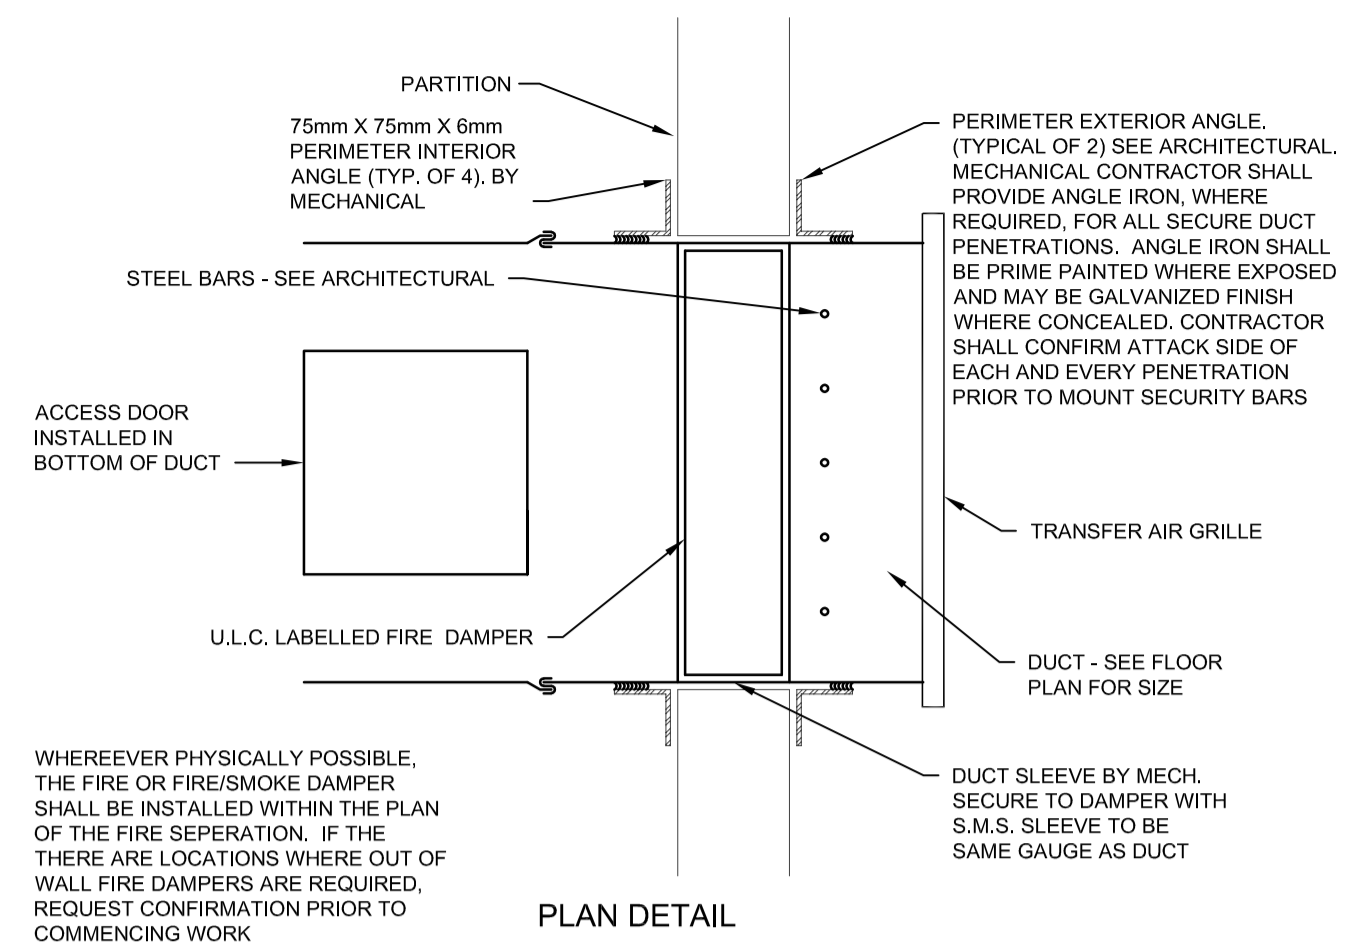 PARTITION
75mm X 75mm X 6mm
PERIMETER INTERIOR
ANGLE (TYP. OF 4). BY
MECHANICAL
STEEL BARS - SEE ARCHITECTURAL
ACCESS DOOR
INSTALLED IN
BOTTOM OF DUCT
U.L.C. LABELLED FIRE  DAMPER
WHEREEVER PHYSICALLY POSSIBLE,
THE FIRE OR FIRE/SMOKE DAMPER
SHALL BE INSTALLED WITHIN THE PLAN
OF THE FIRE SEPERATION.  IF THE
THERE ARE LOCATIONS WHERE OUT OF
WALL FIRE DAMPERS ARE REQUIRED,
REQUEST CONFIRMATION PRIOR TO
COMMENCING WORK
PERIMETER EXTERIOR ANGLE.
(TYPICAL OF 2) SEE ARCHITECTURAL.
MECHANICAL CONTRACTOR SHALL
PROVIDE ANGLE IRON, WHERE
REQUIRED, FOR ALL SECURE DUCT
PENETRATIONS.  ANGLE IRON SHALL
BE PRIME PAINTED WHERE EXPOSED
AND MAY BE GALVANIZED FINISH
WHERE CONCEALED. CONTRACTOR
SHALL CONFIRM ATTACK SIDE OF
EACH AND EVERY PENETRATION
PRIOR TO MOUNT SECURITY BARS
TRANSFER AIR GRILLE
DUCT - SEE FLOOR
PLAN FOR SIZE
DUCT SLEEVE BY MECH.
SECURE TO DAMPER WITH
S.M.S. SLEEVE TO BE
SAME GAUGE AS DUCT
PLAN DETAIL